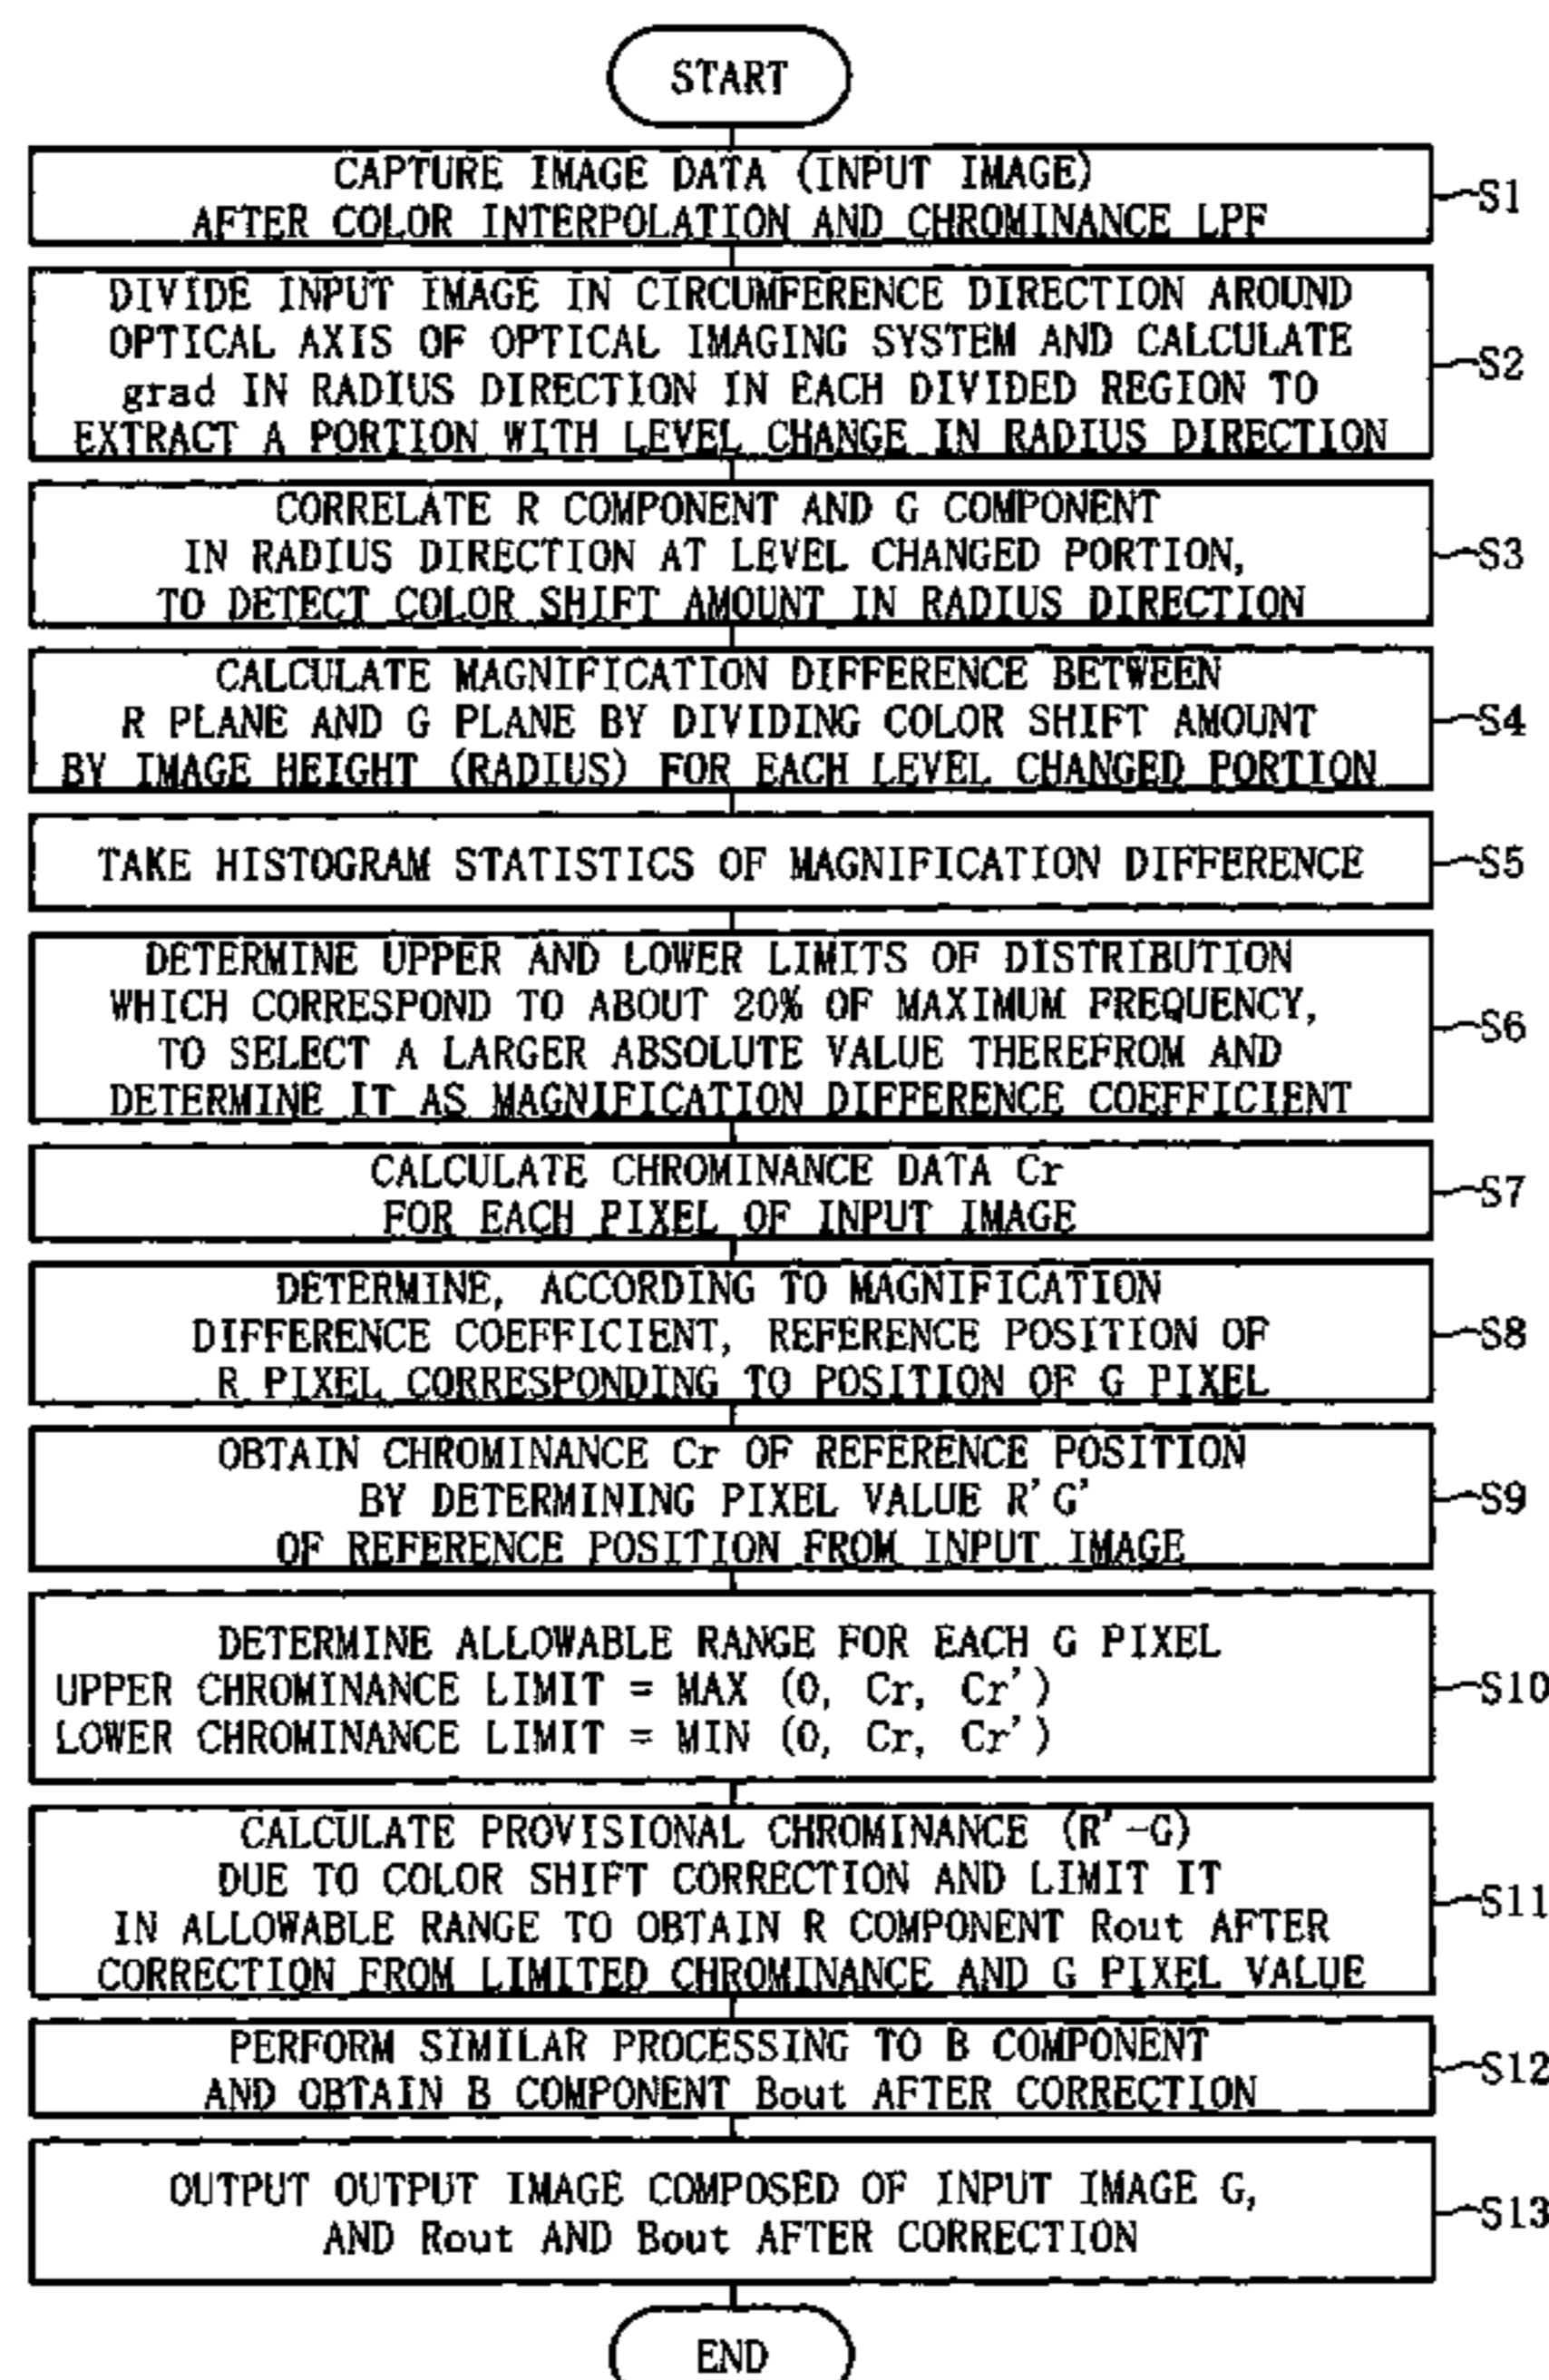 START
CAPTURE IMAGE DATA (INPUT IMAGE)
AFTER COLOR INTERPOLATION AND CHROMINANCE LPF
S1
DIVIDE INPUT IMAGE IN CIRCUMFERENCE DIRECTION AROUND
OPTICAL AXIS OF OPTICAL IMAGING SYSTEM AND CALCULATE
grad IN RADIUS DIRECTION IN EACH DIVIDED REGION TO
EXTRACT A PORTION WITH LEVEL CHANGE IN RADIUS DIRECTION
S2
CORRELATE R COMPONENT AND G COMPONENT
IN RADIUS DIRECTION AT LEVEL CHANGED PORTION,
TO DETECT COLOR SHIFT AMOUNT IN RADIUS DIRECTION
S3
CALCULATE MAGNIFICATION DIFFERENCE BETWEEN
R PLANE AND G PLANE BY DIVIDING COLOR SHIFT AMOUNT
BY IMAGE HEIGHT (RADIUS) FOR EACH LEVEL CHANGED PORTION
S4
TAKE HISTOGRAM STATISTICS OF MAGNIFICATION DIFFERENCE
S5
DETERMINE UPPER AND LOWER LIMITS OF DISTRIBUTION
WHICH CORRESPOND TO ABOUT 20% OF MAXIMUM FREQUENCY,
TO SELECT A LARGER ABSOLUTE VALUE THEREFROM AND
DETERMINE IT AS MAGNIFICATION DIFFERENCE COEFFICIENT
S6
CALCULATE CHROMINANCE DATA Cr
FOR EACH PIXEL OF INPUT IMAGE
S7
DETERMINE, ACCORDING TO MAGNIFICATION
DIFFERENCE COEFFICIENT, REFERENCE POSITION OF
R PIXEL CORRESPONDING TO POSITION OF G PIXEL
S8
OBTAIN CHROMINANCE Cr OF REFERENCE POSITION
BY DETERMINING PIXEL VALUE R'G'
OF REFERENCE POSITION FROM INPUT IMAGE
S9
DETERMINE ALLOWABLE RANGE FOR EACH G PIXEL
UPPER CHROMINANCE LIMIT = MAX (0, Cr, Cr')
LOWER CHROMINANCE LIMIT = MIN (0, Cr, Cr')
S10
CALCULATE PROVISIONAL CHROMINANCE (R'-G)
DUE TO COLOR SHIFT CORRECTION AND LIMIT IT
IN ALLOWABLE RANGE TO OBTAIN R COMPONENT Rout AFTER
CORRECTION FROM LIMITED CHROMINANCE AND G PIXEL VALUE
S11
PERFORM SIMILAR PROCESSING TO B COMPONENT
AND OBTAIN B COMPONENT Bout AFTER CORRECTION
S12
OUTPUT OUTPUT IMAGE COMPOSED OF INPUT IMAGE G,
AND Rout AND Bout AFTER CORRECTION
S13
END